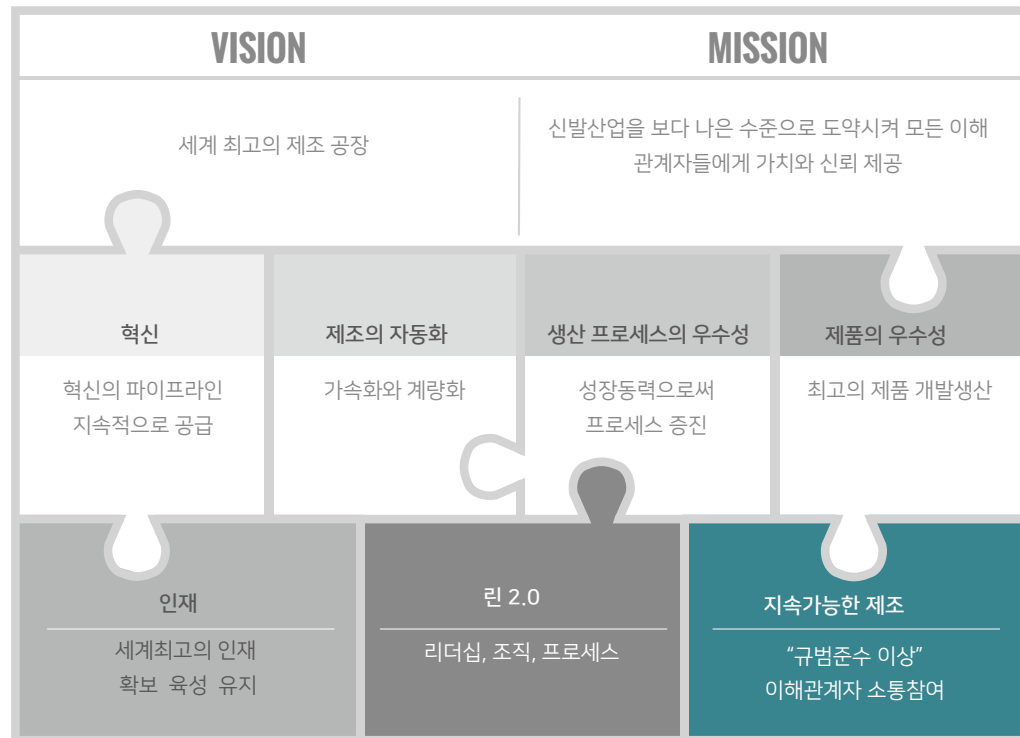 VISION
MISSION
세계 최고의 제조 공장
신발산업을 보다 나은 수준으로 도약시켜 모든 이해
관계자들에게 가치와 신뢰 제공
혁신
제조의 자동화
생산 프로세스의 우수성
제품의 우수성
혁신의 파이프라인
지속적으로 공급
가속화와 계량화
성장동력으로써
프로세스 증진
최고의 제품 개발생산
인재
세계최고의 인재
확보 육성 유지
린 2.0
리더십, 조직, 프로세스
지속가능한 제조
“규범준수 이상”
이해관계자 소통참여